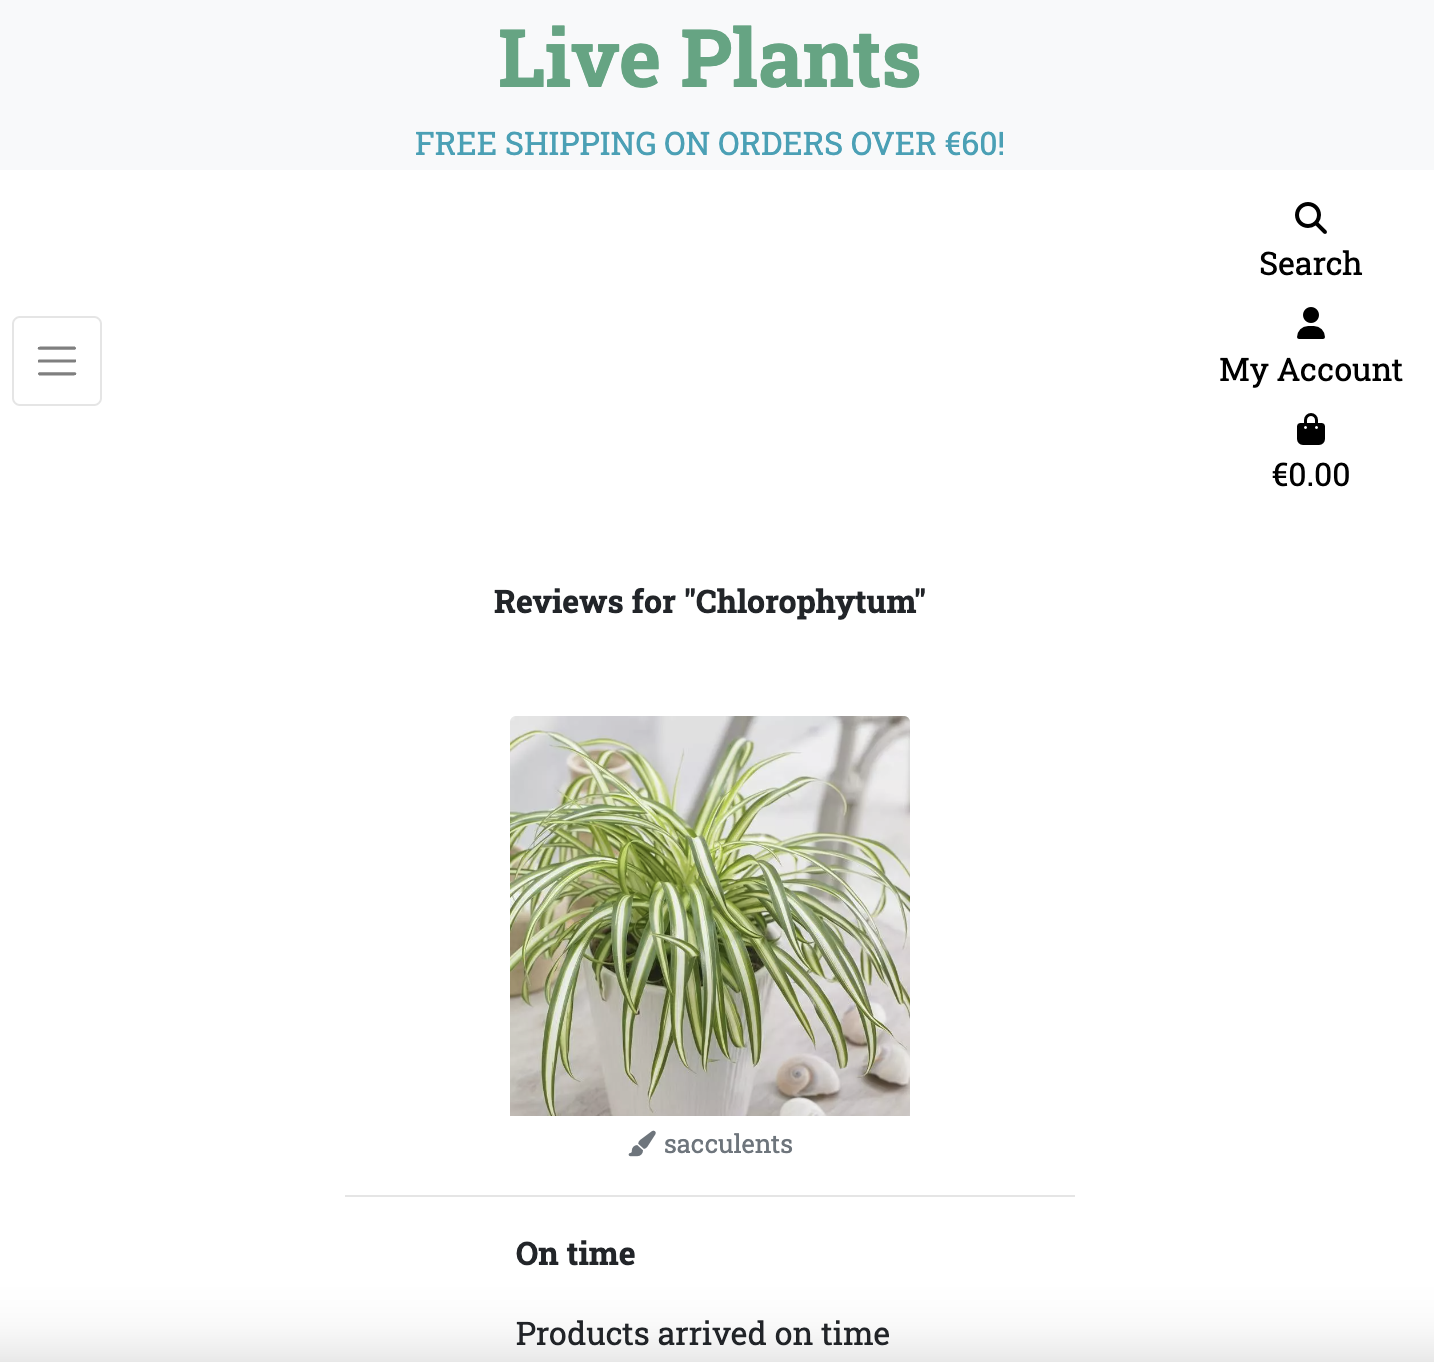 Live Plants
FREE SHIPPING ON ORDERS OVER €60!
Search
My Account
€0.00
Reviews for "Chlorophytum"
sacculents
On time
Products arrived on time